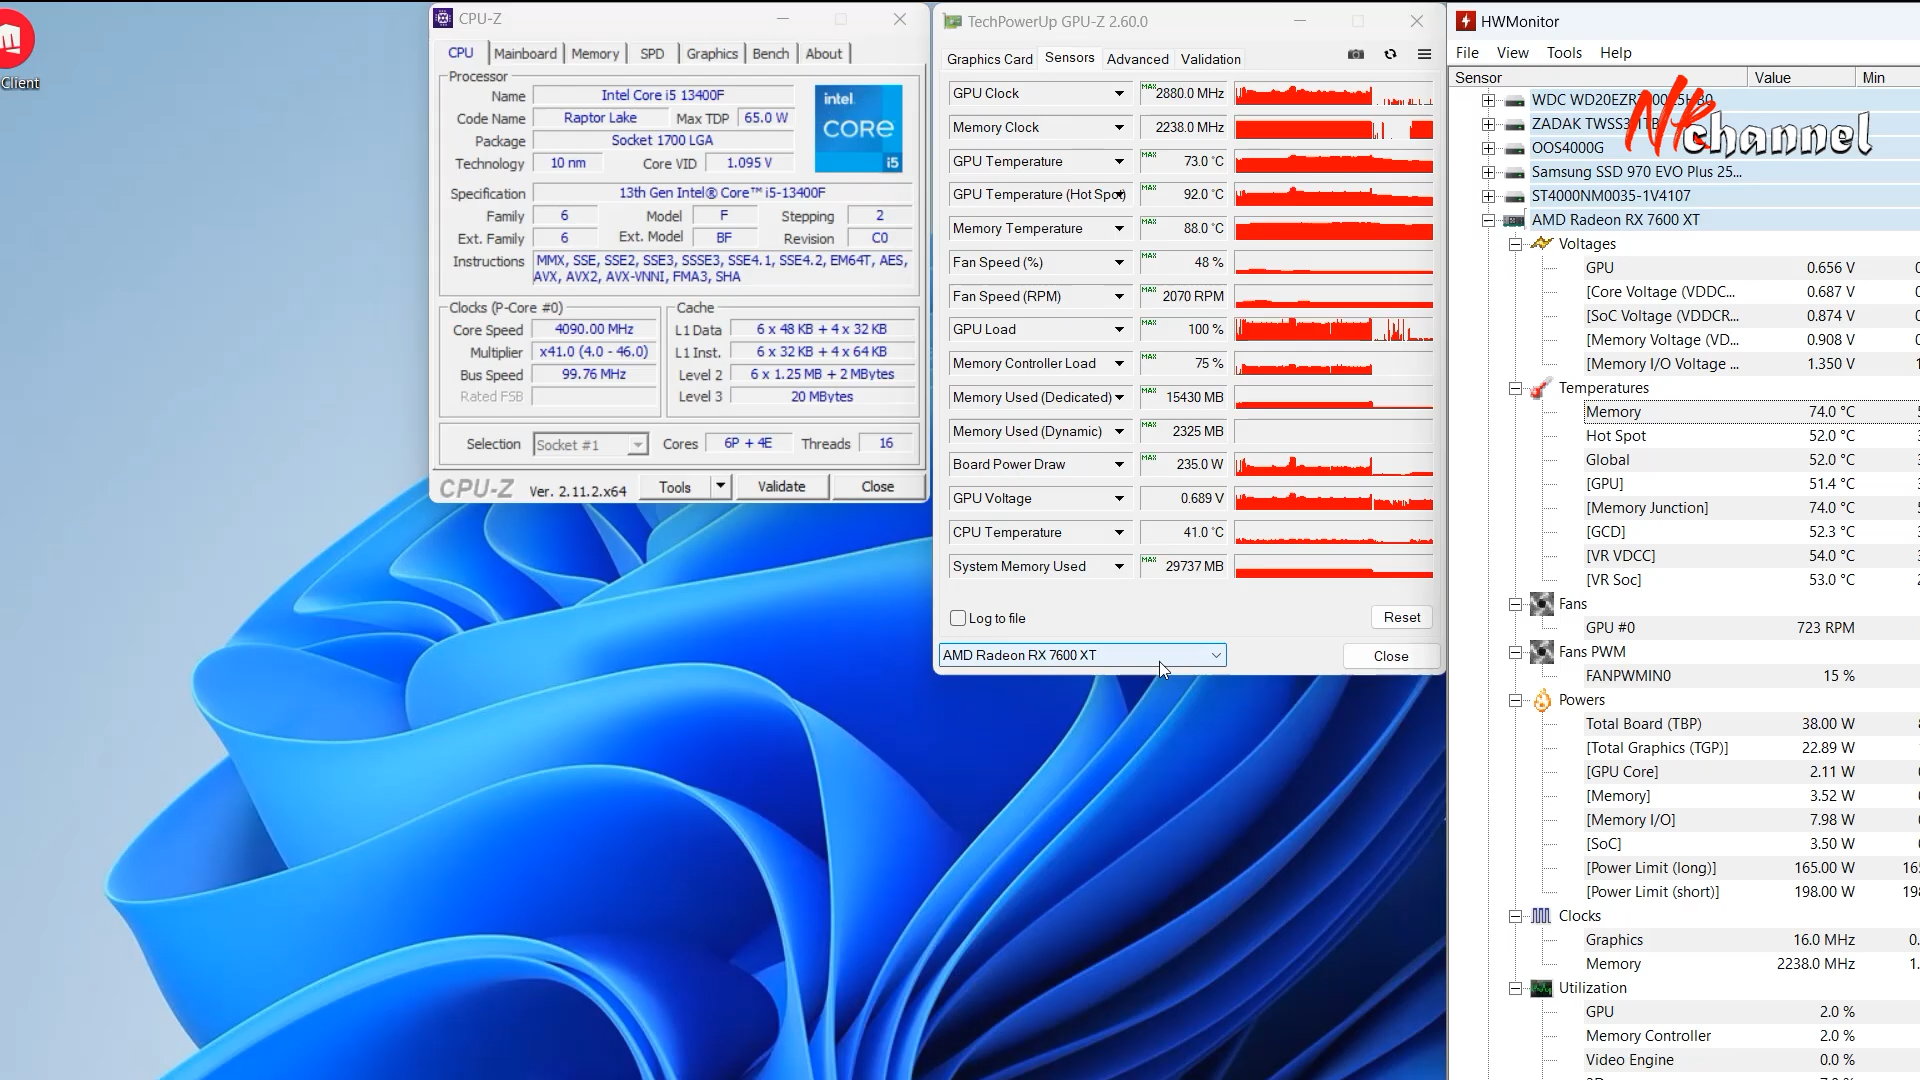 Client
CPU-Z
CPU Mainboard Memory SPD Graphics Bench About
Processor
Name Intel Core i5 13400F
Code Name Raptor Lake Max TDP 65.0 W
Package Socket 1700 LGA
Technology 10 nm Core VID 1.095 V
intel.
CORE
i5
Specification 13th Gen Intel® Core™ i5-13400F
Family 6 Model F Stepping 2
Ext. Family 6 Ext. Model BF Revision C0
Instructions MMX, SSE, SSE2, SSE3, SSSE3, SSE4.1, SSE4.2, EM64T, AES,
AVX, AVX2, AVX-VNNI, FMA3, SHA
Clocks (P-Core #0)
Core Speed 4090.00 MHz
Multiplier x41.0 (4.0 - 46.0)
Bus Speed 99.76 MHz
Rated FSB
Cache
L1 Data 6 x 48 KB + 4 x 32 KB
L1 Inst. 6 x 32 KB + 4 x 64 KB
Level 2 6 x 1.25 MB + 2 MBytes
Level 3 20 MBytes
Selection Socket #1 Cores 6P + 4E Threads 16
CPU-Z Ver. 2.11.2.x64 Tools Validate Close
TechPowerUp GPU-Z 2.60.0
Graphics Card Sensors Advanced Validation
GPU Clock MAX 2880.0 MHz
Memory Clock MAX 2238.0 MHz
GPU Temperature MAX 73.0 °C
GPU Temperature (Hot Spot) MAX 92.0 °C
Memory Temperature MAX 88.0 °C
Fan Speed (%) MAX 48 %
Fan Speed (RPM) MAX 2070 RPM
GPU Load MAX 100 %
Memory Controller Load MAX 75 %
Memory Used (Dedicated) MAX 15430 MB
Memory Used (Dynamic) MAX 2325 MB
Board Power Draw MAX 235.0 W
GPU Voltage 0.689 V
CPU Temperature 41.0 °C
System Memory Used MAX 29737 MB
Log to file Reset
AMD Radeon RX 7600 XT Close
HWMonitor
File View Tools Help
Sensor Value Min
NK channel
ZADAK
OOS4000G
Samsung SSD 970 EVO Plus 25...
ST4000NM0035-1V4107
AMD Radeon RX 7600 XT
Voltages
GPU 0.656 V
[Core Voltage (VDDC... 0.687 V
[SoC Voltage (VDDCR... 0.874 V
[Memory Voltage (VD... 0.908 V
[Memory I/O Voltage ... 1.350 V
Temperatures
Memory 74.0 °C
Hot Spot 52.0 °C
Global 52.0 °C
[GPU] 51.4 °C
[Memory Junction] 74.0 °C
[GCD] 52.3 °C
[VR VDCC] 54.0 °C
[VR Soc] 53.0 °C
Fans
GPU #0 723 RPM
Fans PWM
FANPWMIN0 15 %
Powers
Total Board (TBP) 38.00 W
[Total Graphics (TGP)] 22.89 W
[GPU Core] 2.11 W
[Memory] 3.52 W
[Memory I/O] 7.98 W
[SoC] 3.50 W
[Power Limit (long)] 165.00 W
[Power Limit (short)] 198.00 W
Clocks
Graphics 16.0 MHz
Memory 2238.0 MHz
Utilization
GPU 2.0 %
Memory Controller 2.0 %
Video Engine 0.0 %